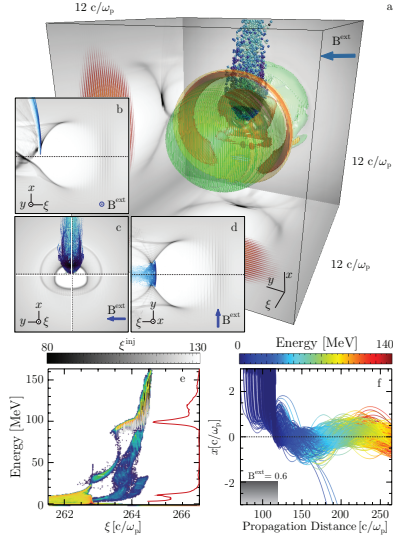 12 c/ωp
a
B^ext
b
12 c/ωp
x
y ξ
B^ext
c
d
12 c/ωp
x
y ξ
B^ext
x
ξ y
B^ext
x
y
ξ
ξ^inj
80 130
Energy [MeV]
0 140
Energy [MeV]
150
100
50
0
e
262 264 266
ξ [c/ωp]
x [c/ωp]
2
0
-2
f
B^ext = 0.6
100 150 200 250
Propagation Distance [c/ωp]